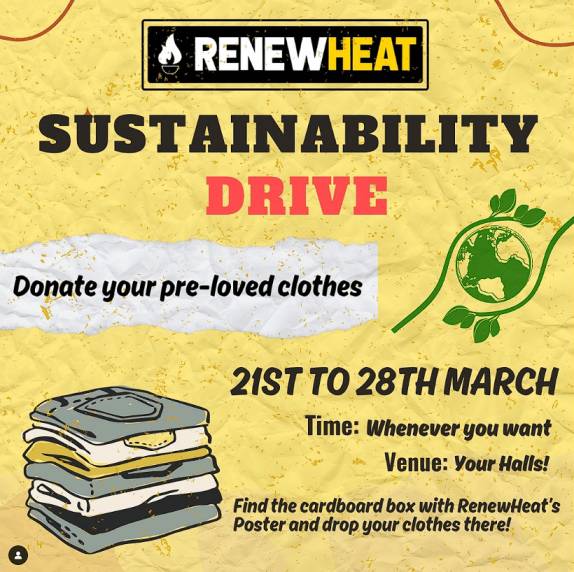 RENEWHEAT
SUSTAINABILITY
DRIVE
Donate your pre-loved clothes
21ST TO 28TH MARCH
Time: Whenever you want
Venue: Your Halls!
Find the cardboard box with RenewHeat's
Poster and drop your clothes there!